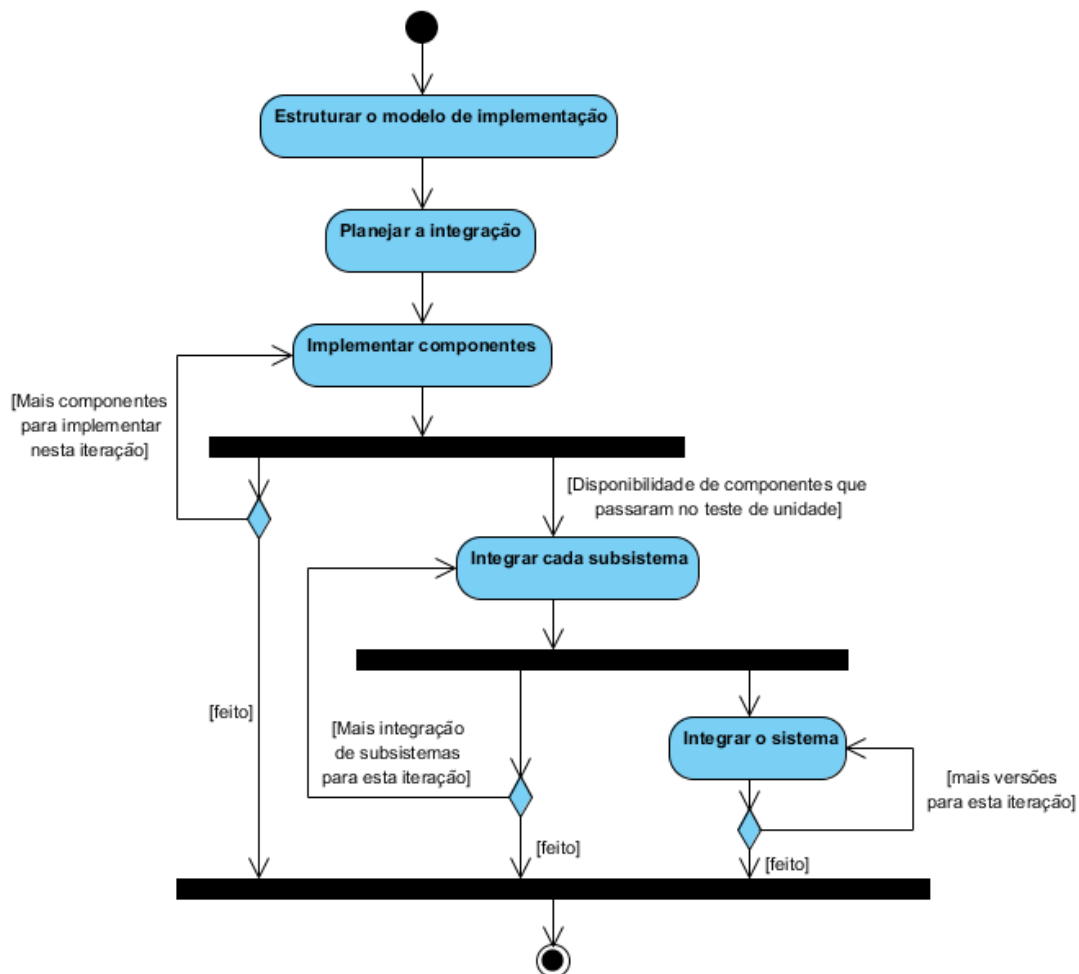 Estruturar o modelo de implementação
Planejar a integração
Implementar componentes
[Mais componentes
para implementar
nesta iteração]
[Disponibilidade de componentes que
passaram no teste de unidade]
Integrar cada subsistema
[feito]
[Mais integração
de subsistemas
para esta iteração]
Integrar o sistema
[mais versões
para esta iteração]
[feito]
[feito]